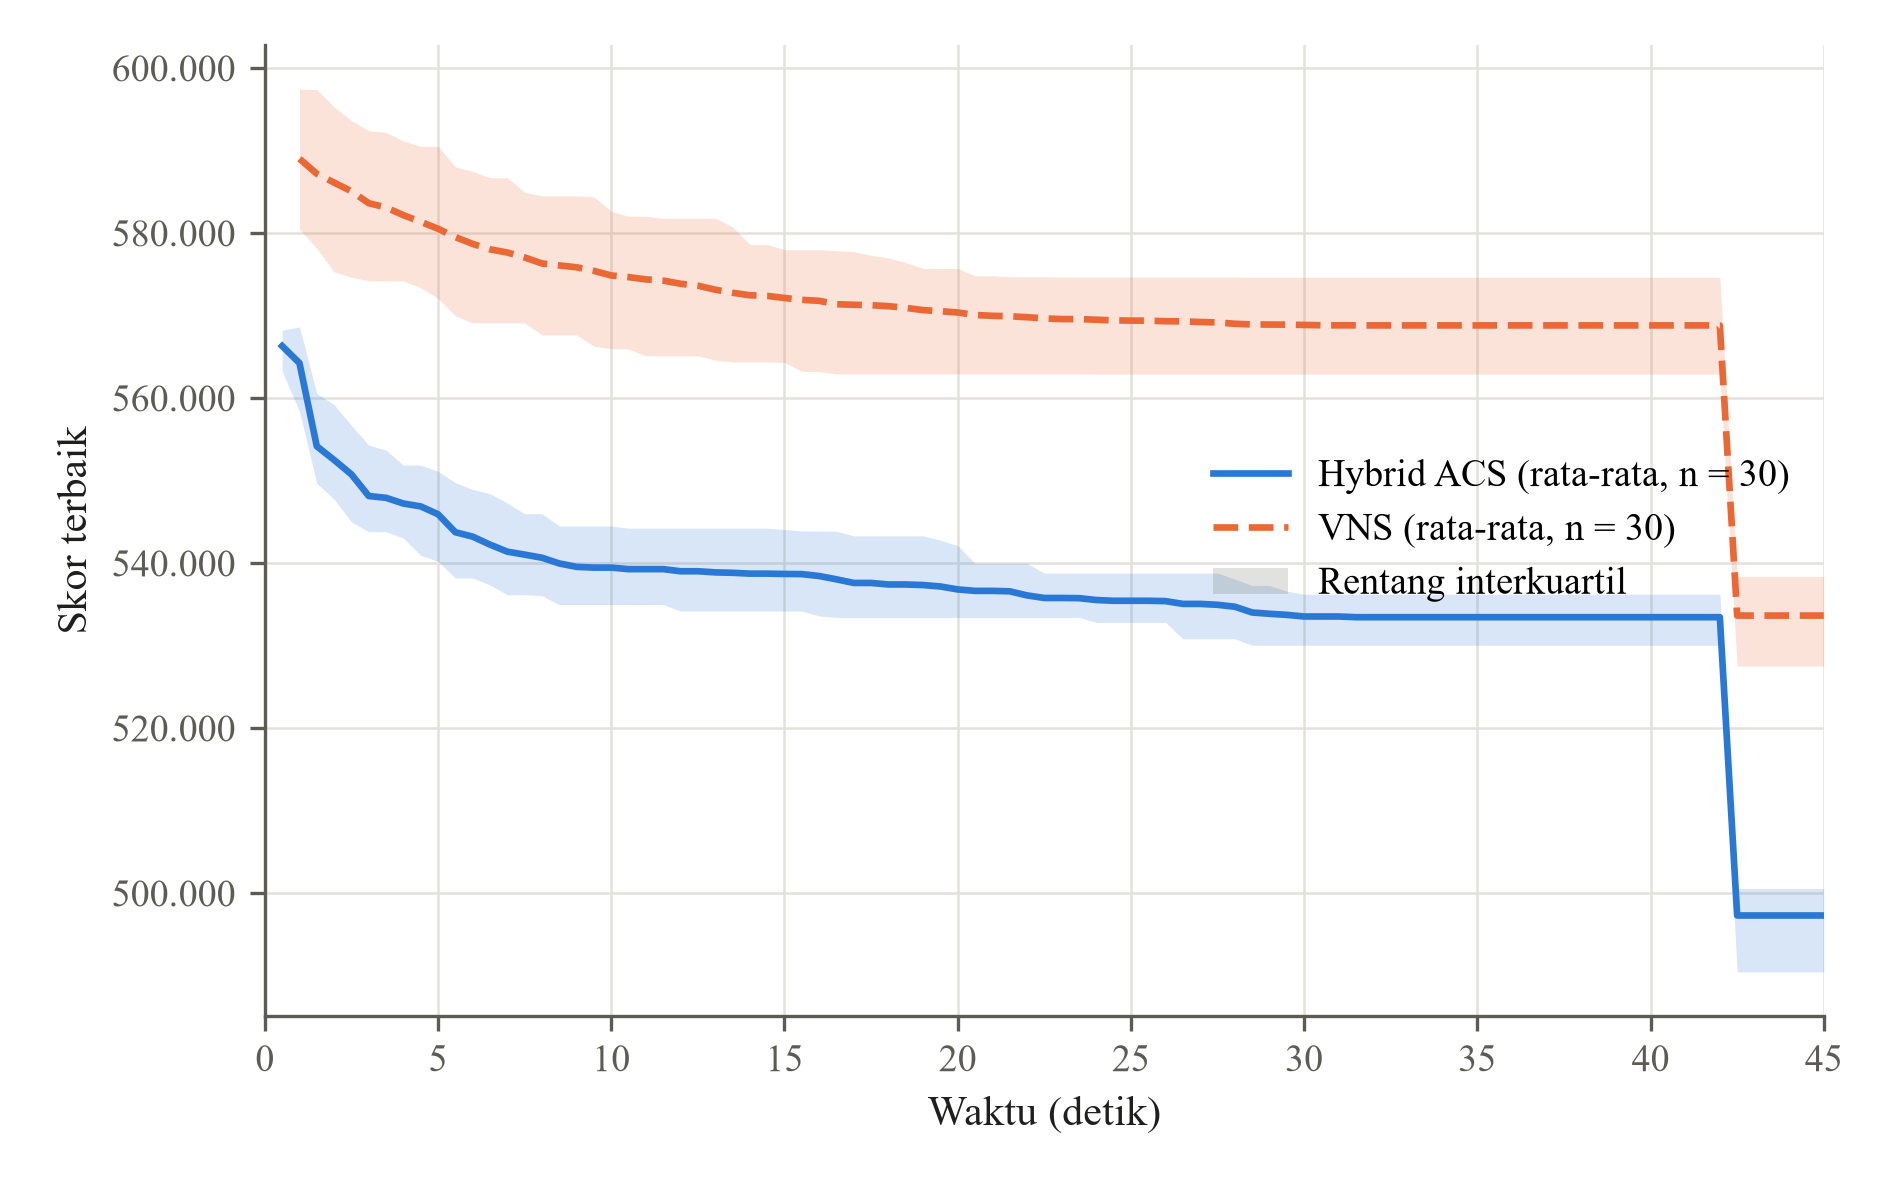 600.000
580.000
560.000
540.000
520.000
500.000
Skor terbaik
Hybrid ACS (rata-rata, n = 30)
VNS (rata-rata, n = 30)
Rentang interkuartil
0 5 10 15 20 25 30 35 40 45
Waktu (detik)